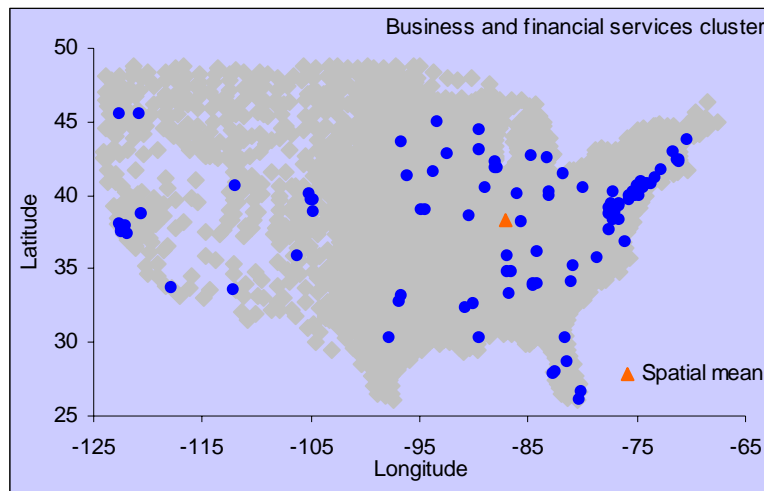 Business and financial services cluster
50
45
40
35
30
25
Latitude
Spatial mean
-125 -115 -105 -95 -85 -75 -65
Longitude